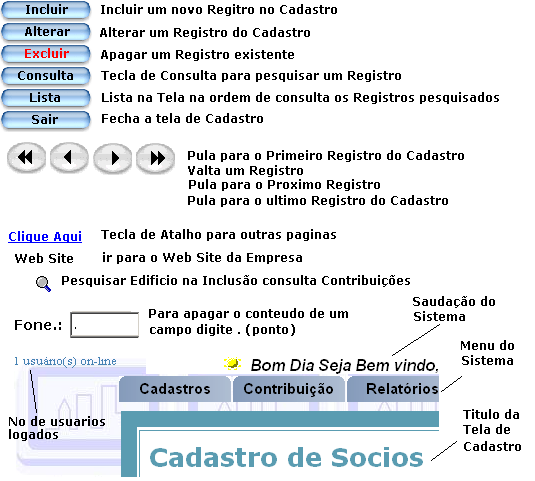 Incluir Incluir um novo Regitro no Cadastro
Alterar Alterar um Registro do Cadastro
Excluir Apagar um Registro existente
Consulta Tecla de Consulta para pesquisar um Registro
Lista Lista na Tela na ordem de consulta os Registros pesquisados
Sair Fecha a tela de Cadastro
Pula para o Primeiro Registro do Cadastro
Valta um Registro
Pula para o Proximo Registro
Pula para o ultimo Registro do Cadastro
Clique Aqui Tecla de Atalho para outras paginas
Web Site ir para o Web Site da Empresa
Pesquisar Edificio na Inclusão consulta Contribuições
Fone.: . Para apagar o conteudo de um
campo digite . (ponto)
Saudação do
Sistema
1 usuário(s) on-line
Bom Dia Seja Bem vindo,
Menu do
Sistema
Cadastros Contribuição Relatórios
No de usuarios
logados
Titulo da
Tela de
Cadastro
Cadastro de Socios